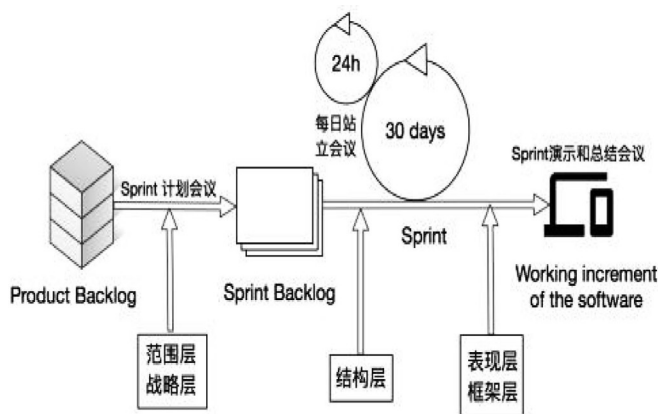 24h
每日站
立会议
30 days
Sprint演示和总结会议
Sprint 计划会议
Sprint
Product Backlog
Sprint Backlog
Working increment
of the software
范围层
战略层
结构层
表现层
框架层